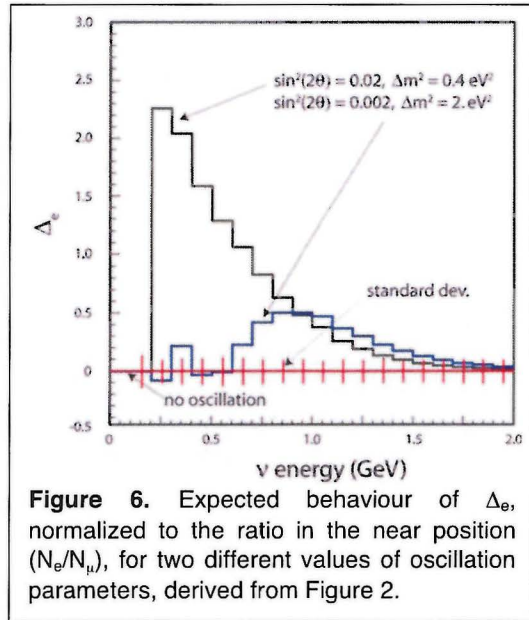 3.0
sin²(2θ) = 0.02, Δm² = 0.4 eV²
sin²(2θ) = 0.002, Δm² = 2. eV²
2.5
2.0
1.5
Δe
1.0
standard dev.
0.5
0
no oscillation
-0.5
0 0.5 1.0 1.5 2.0
ν energy (GeV)
Figure 6. Expected behaviour of Δe,
normalized to the ratio in the near position
(Ne/Nμ), for two different values of oscillation
parameters, derived from Figure 2.